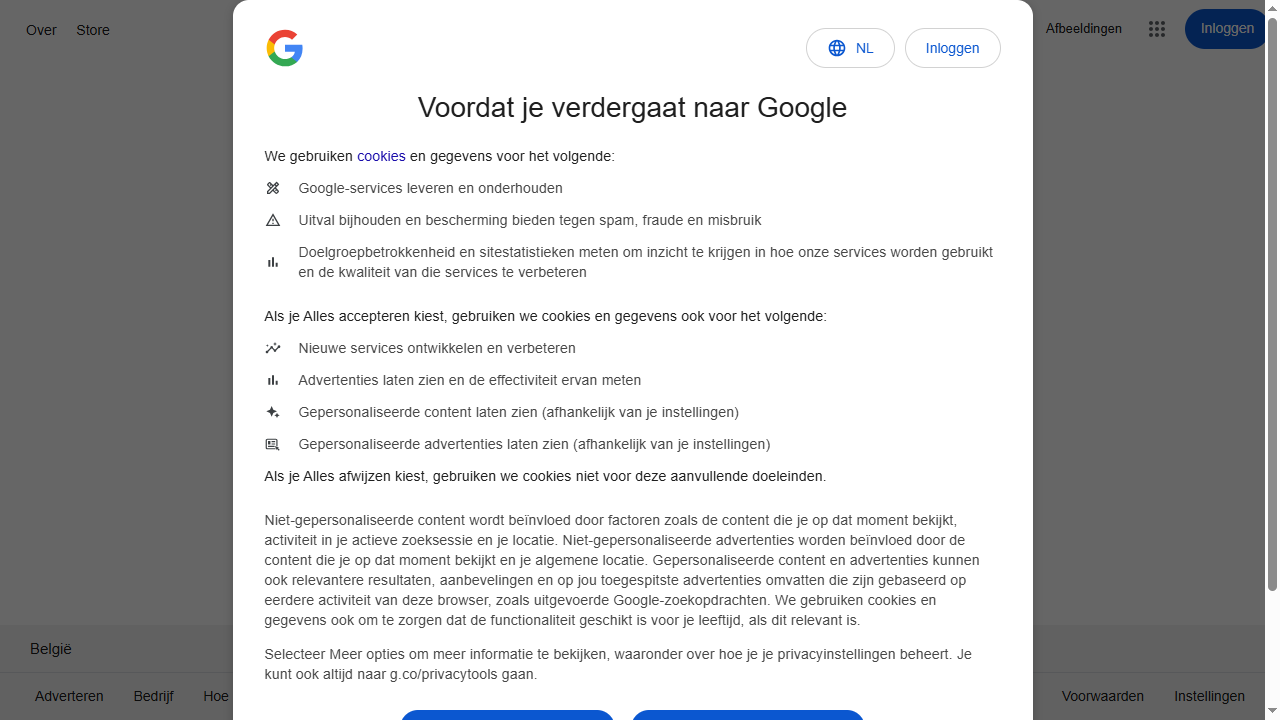 Over Store
Afbeeldingen
Inloggen
NL
Inloggen
Voordat je verdergaat naar Google
We gebruiken cookies en gegevens voor het volgende:
Google-services leveren en onderhouden
Uitval bijhouden en bescherming bieden tegen spam, fraude en misbruik
Doelgroepbetrokkenheid en sitestatistieken meten om inzicht te krijgen in hoe onze services worden gebruikt
en de kwaliteit van die services te verbeteren
Als je Alles accepteren kiest, gebruiken we cookies en gegevens ook voor het volgende:
Nieuwe services ontwikkelen en verbeteren
Advertenties laten zien en de effectiviteit ervan meten
Gepersonaliseerde content laten zien (afhankelijk van je instellingen)
Gepersonaliseerde advertenties laten zien (afhankelijk van je instellingen)
Als je Alles afwijzen kiest, gebruiken we cookies niet voor deze aanvullende doeleinden.
Niet-gepersonaliseerde content wordt beïnvloed door factoren zoals de content die je op dat moment bekijkt,
activiteit in je actieve zoeksessie en je locatie. Niet-gepersonaliseerde advertenties worden beïnvloed door de
content die je op dat moment bekijkt en je algemene locatie. Gepersonaliseerde content en advertenties kunnen
ook relevantere resultaten, aanbevelingen en op jou toegespitste advertenties omvatten die zijn gebaseerd op
eerdere activiteit van deze browser, zoals uitgevoerde Google-zoekopdrachten. We gebruiken cookies en
gegevens ook om te zorgen dat de functionaliteit geschikt is voor je leeftijd, als dit relevant is.
Selecteer Meer opties om meer informatie te bekijken, waaronder over hoe je je privacyinstellingen beheert. Je
kunt ook altijd naar g.co/privacytools gaan.
België
Adverteren Bedrijf Hoe
Voorwaarden Instellingen